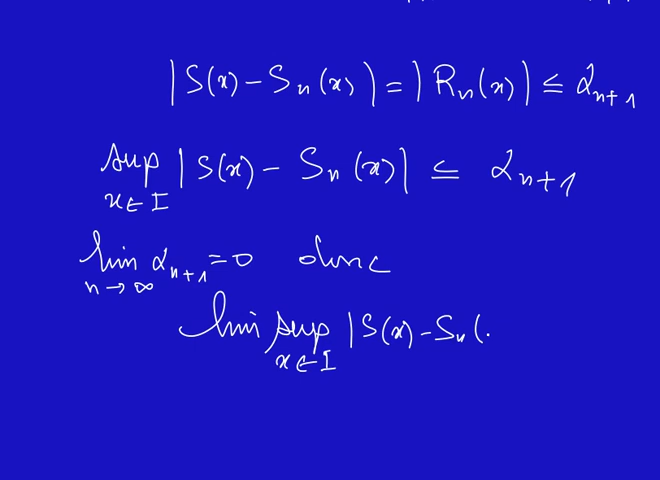 |S(x) - Sₙ(x)| = |Rₙ(x)| ≤ αₙ₊₁
sup |S(x) - Sₙ(x)| ≤ αₙ₊₁
x ∈ I
lim αₙ₊₁ = 0 donc
n → ∞
lim sup |S(x) - Sₙ(.
x ∈ I